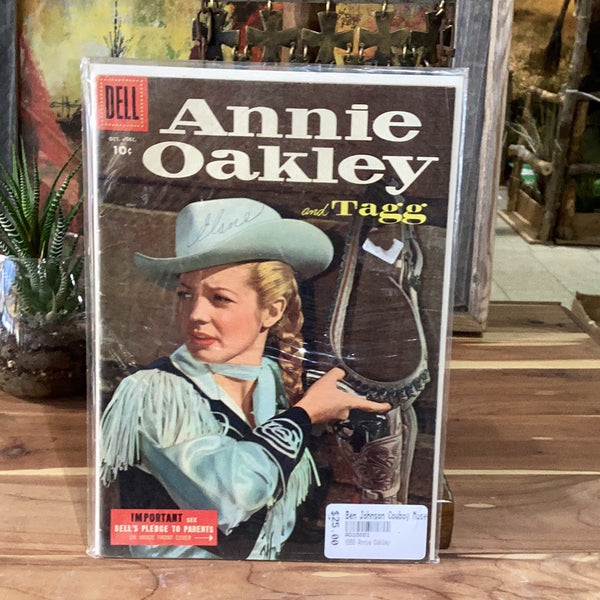 DELL
OCT. - DEC.
10¢
Annie
Oakley
and Tagg
Elsie
IMPORTANT SEE
DELL'S PLEDGE TO PARENTS
ON INSIDE FRONT COVER
$25.00
Ben Johnson Cowboy Muse
1955 Annie Oakley